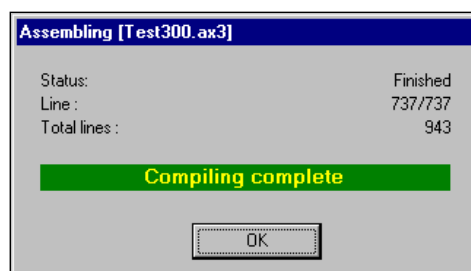 Assembling [Test300.ax3]
Status: Finished
Line : 737/737
Total lines : 943
Compiling complete
OK